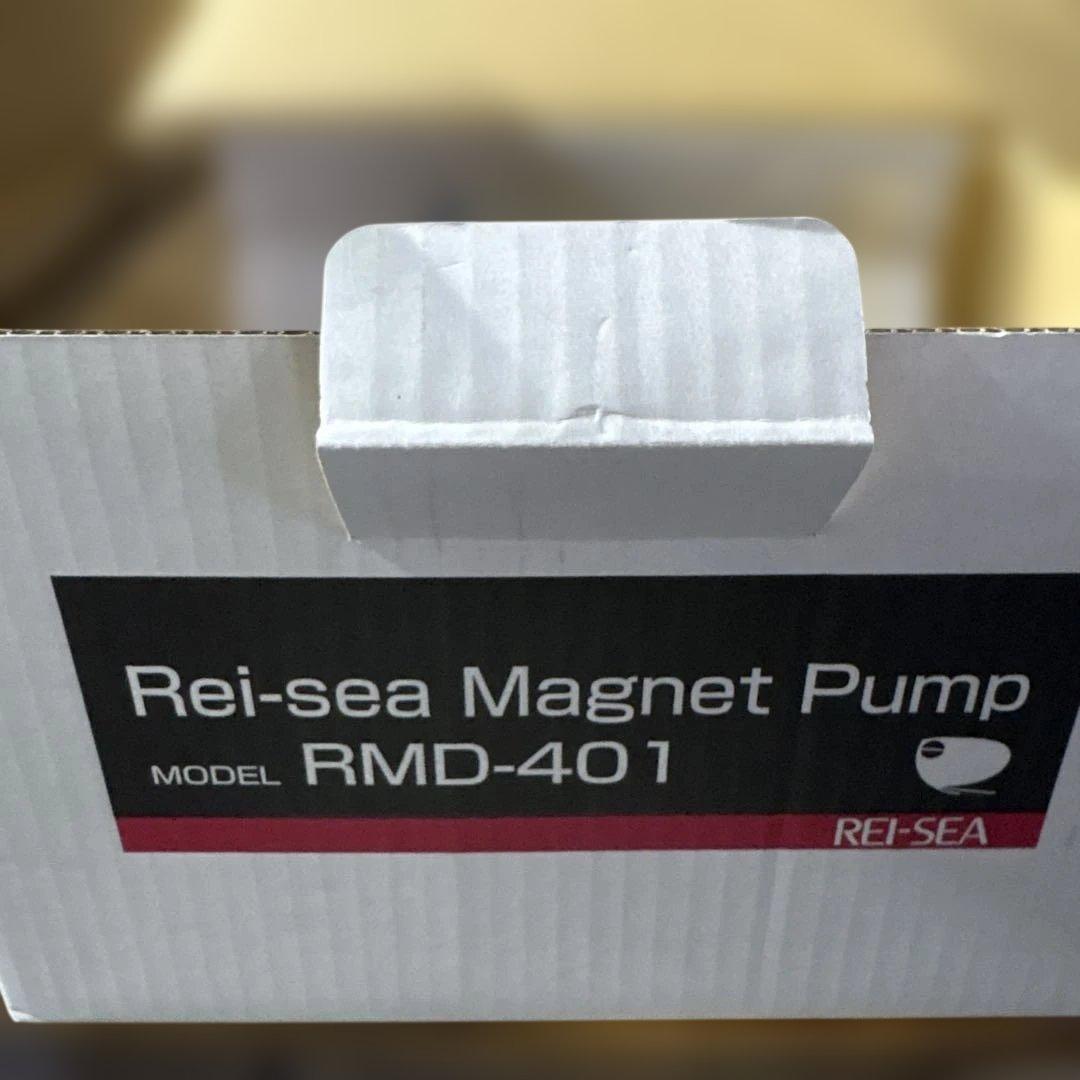 Rei-sea Magnet Pump
MODEL RMD-401
REI-SEA